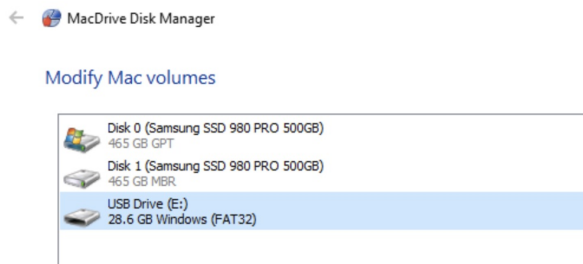 MacDrive Disk Manager
Modify Mac volumes
Disk 0 (Samsung SSD 980 PRO 500GB)
465 GB GPT
Disk 1 (Samsung SSD 980 PRO 500GB)
465 GB MBR
USB Drive (E:)
28.6 GB Windows (FAT32)